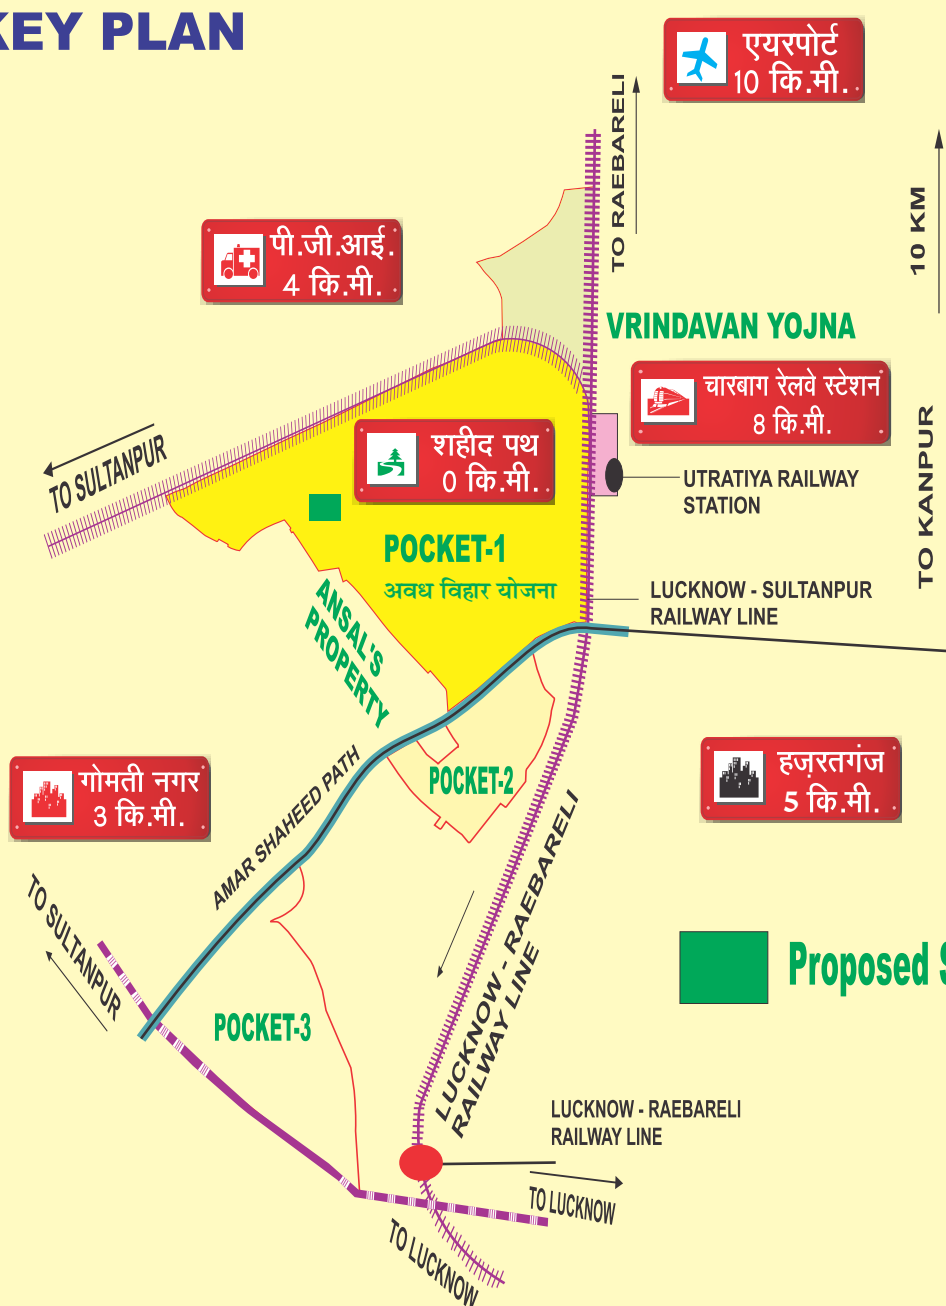 KEY PLAN
एयरपोर्ट
10 कि.मी.
TO RAEBARELI
10 KM
पी.जी.आई.
4 कि.मी.
VRINDAVAN YOJNA
चारबाग रेलवे स्टेशन
8 कि.मी.
TO SULTANPUR
शहीद पथ
0 कि.मी.
UTRATIYA RAILWAY
STATION
TO KANPUR
POCKET-1
अवध विहार योजना
LUCKNOW - SULTANPUR
RAILWAY LINE
ANSAL'S
PROPERTY
AMAR SHAHEED PATH
POCKET-2
गोमती नगर
3 कि.मी.
हज़रतगंज
5 कि.मी.
TO SULTANPUR
LUCKNOW - RAEBARELI
RAILWAY LINE
Proposed S
POCKET-3
LUCKNOW - RAEBARELI
RAILWAY LINE
TO LUCKNOW
TO LUCKNOW